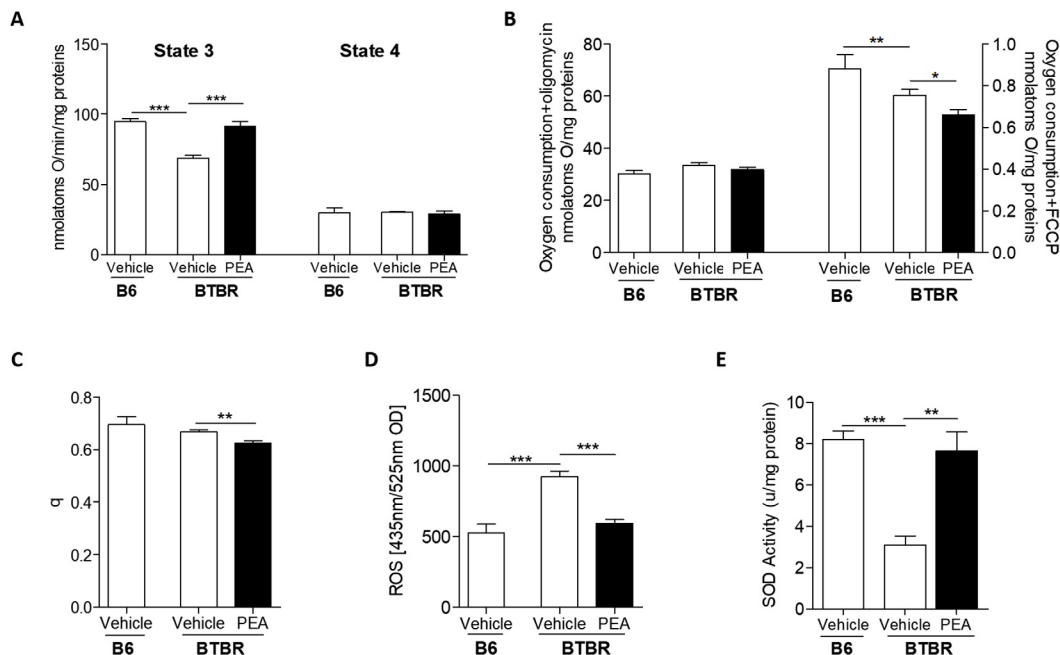 A
nmolatoms O/min/mg proteins
150
100
50
0
State 3
State 4
***
***
Vehicle
Vehicle
PEA
Vehicle
Vehicle
PEA
B6
BTBR
B6
BTBR
B
Oxygen consumption+oligomycin
nmolatoms O/mg proteins
80
60
40
20
0
**
*
1.0
0.8
0.6
0.4
0.2
0.0
Oxygen consumption+FCCP
nmolatoms O/mg proteins
Vehicle
Vehicle
PEA
Vehicle
Vehicle
PEA
B6
BTBR
B6
BTBR
C
q
0.8
0.6
0.4
0.2
0.0
**
Vehicle
Vehicle
PEA
B6
BTBR
D
ROS [435nm/525nm OD]
1500
1000
500
0
***
***
Vehicle
Vehicle
PEA
B6
BTBR
E
SOD Activity (u/mg protein)
10
8
6
4
2
0
***
**
Vehicle
Vehicle
PEA
B6
BTBR